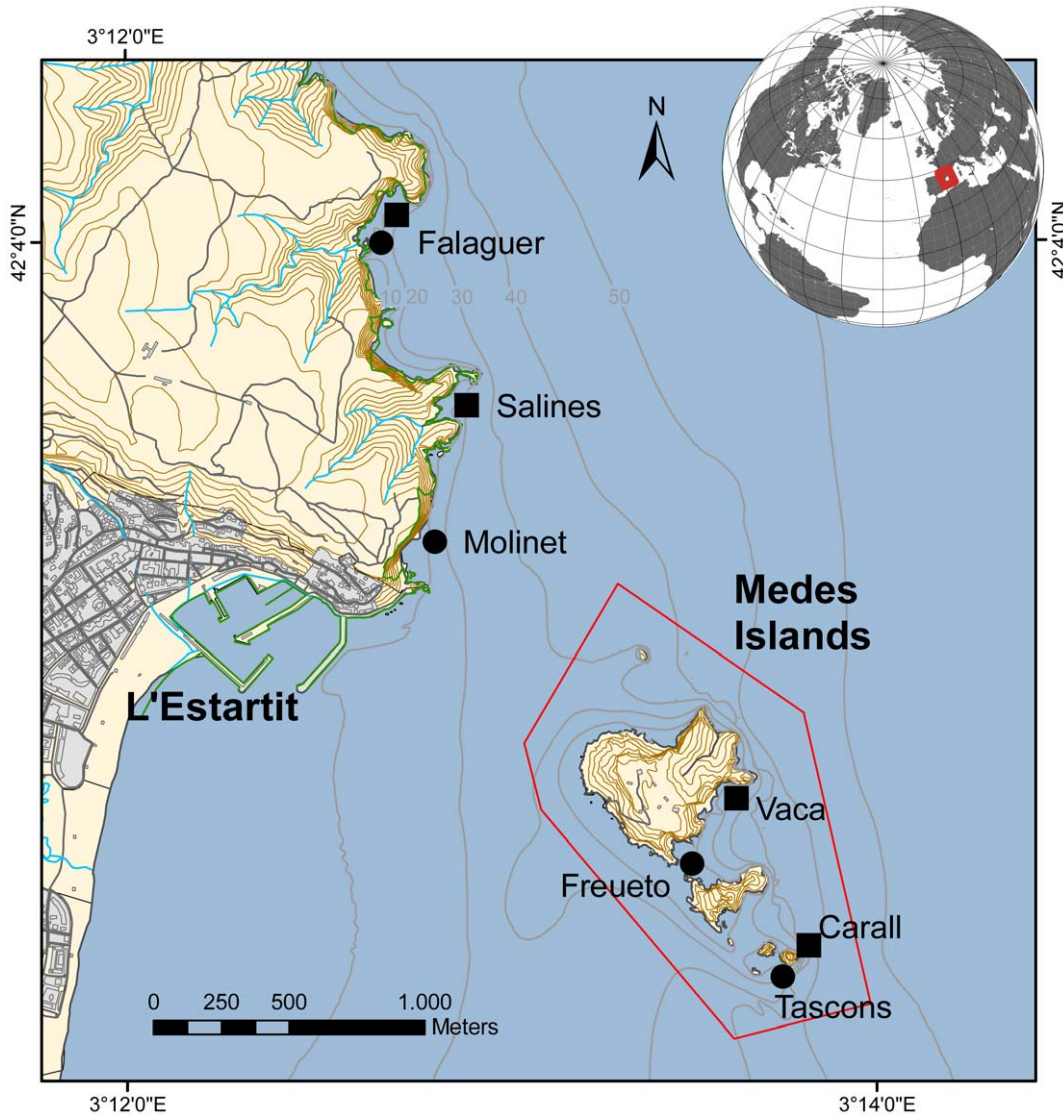 3°12'0"E
N
42°4'0"N
42°4'0"N
Falaguer
10 20 30 40 50
Salines
Molinet
Medes
Islands
L'Estartit
Vaca
Freueto
Carall
Tascons
0 250 500 1.000
Meters
3°12'0"E
3°14'0"E